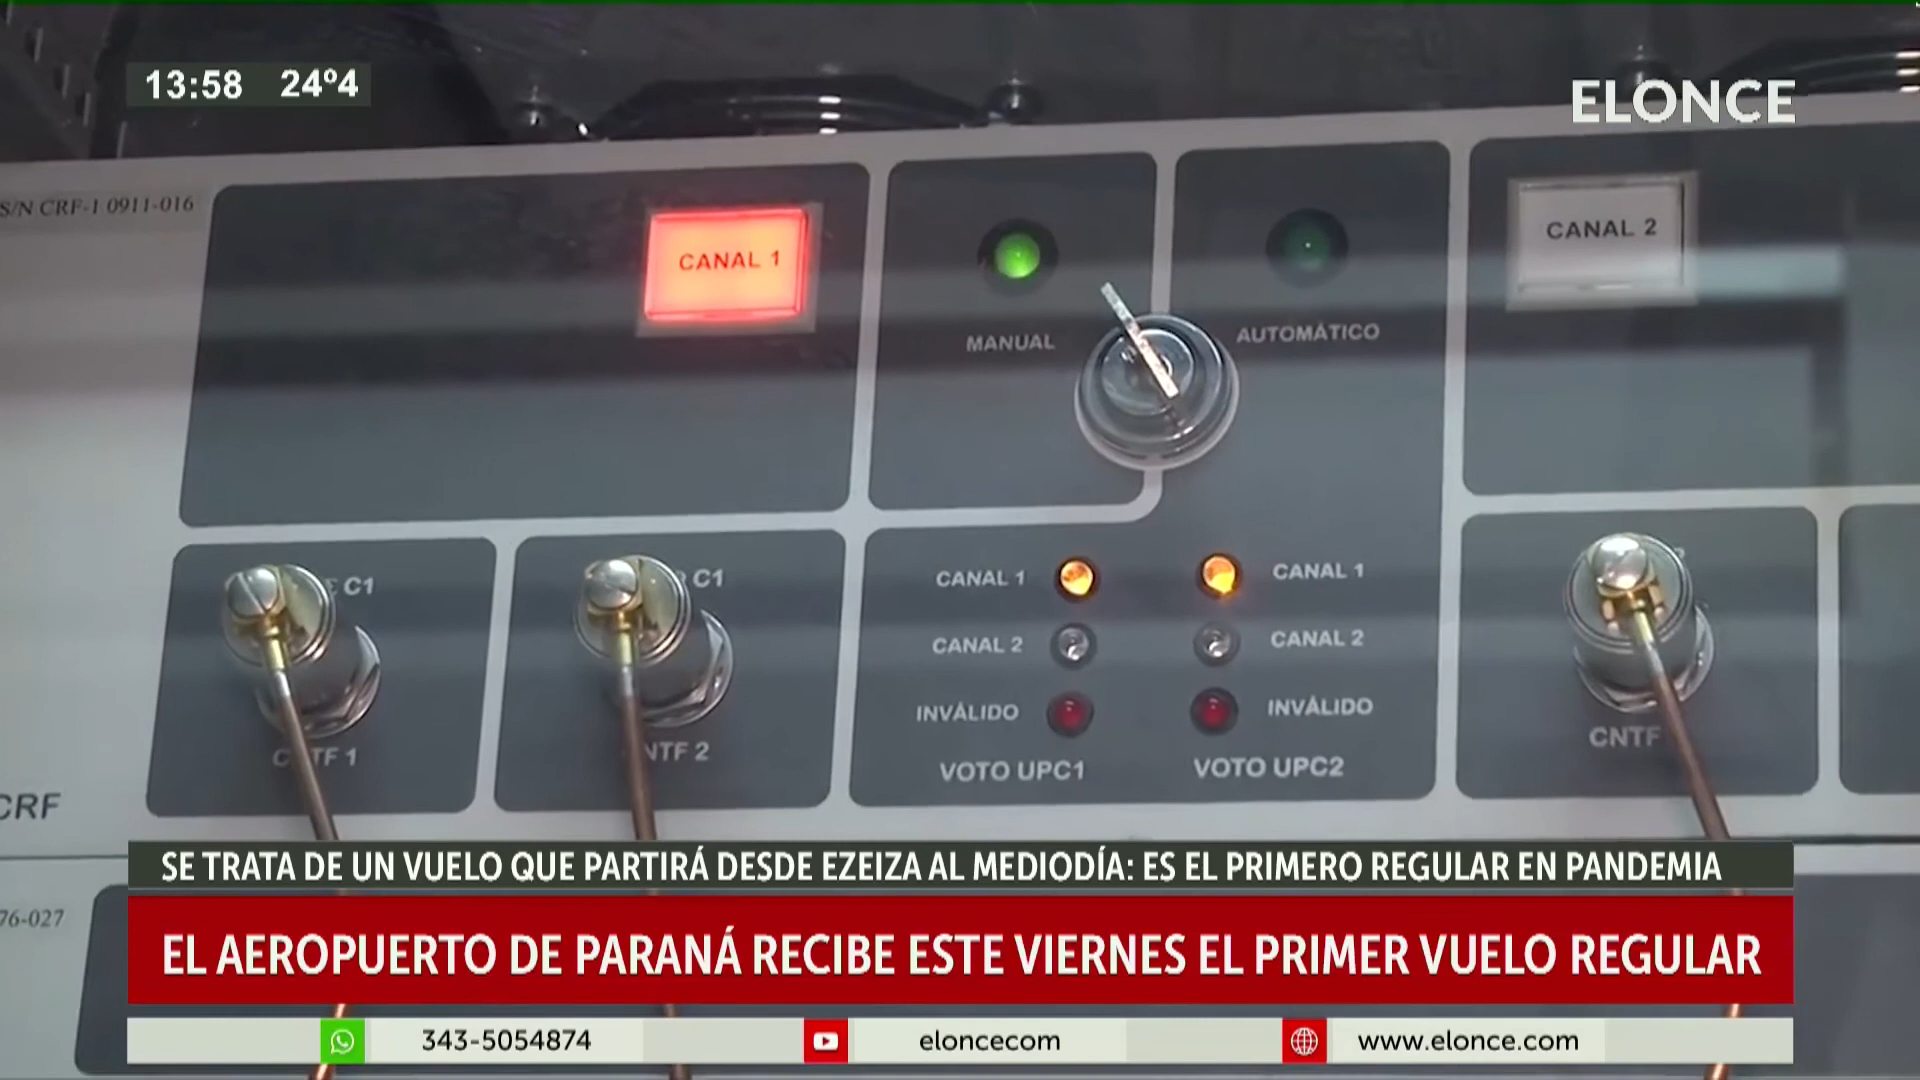 13:58 24º4
ELONCE
S/N CRF-1 0911-016
CANAL 1
CANAL 2
MANUAL
AUTOMÁTICO
C1
C1
CANAL 1
CANAL 1
CANAL 2
CANAL 2
INVÁLIDO
INVÁLIDO
CNTF 1
NTF 2
VOTO UPC1
VOTO UPC2
CNTF
CRF
76-027
SE TRATA DE UN VUELO QUE PARTIRÁ DESDE EZEIZA AL MEDIODÍA: ES EL PRIMERO REGULAR EN PANDEMIA
EL AEROPUERTO DE PARANÁ RECIBE ESTE VIERNES EL PRIMER VUELO REGULAR
343-5054874
eloncecom
www.elonce.com